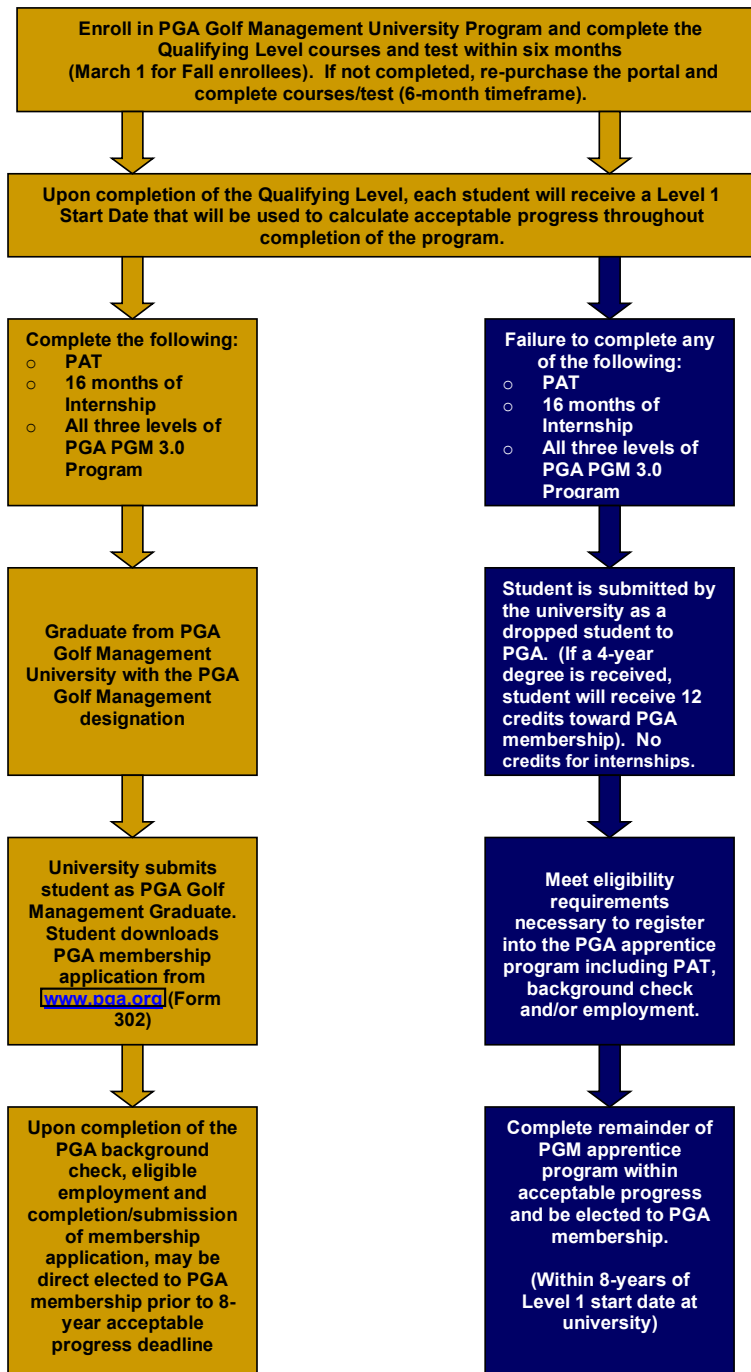 Enroll in PGA Golf Management University Program and complete the
Qualifying Level courses and test within six months
(March 1 for Fall enrollees). If not completed, re-purchase the portal and
complete courses/test (6-month timeframe).
Upon completion of the Qualifying Level, each student will receive a Level 1
Start Date that will be used to calculate acceptable progress throughout
completion of the program.
Complete the following:
o PAT
o 16 months of
Internship
o All three levels of
PGA PGM 3.0
Program
Failure to complete any
of the following:
o PAT
o 16 months of
Internship
o All three levels of
PGA PGM 3.0
Program
Graduate from PGA
Golf Management
University with the PGA
Golf Management
designation
Student is submitted by
the university as a
dropped student to
PGA. (If a 4-year
degree is received,
student will receive 12
credits toward PGA
membership). No
credits for internships.
University submits
student as PGA Golf
Management Graduate.
Student downloads
PGA membership
application from
www.pga.org (Form
302)
Meet eligibility
requirements
necessary to register
into the PGA apprentice
program including PAT,
background check
and/or employment.
Upon completion of the
PGA background
check, eligible
employment and
completion/submission
of membership
application, may be
direct elected to PGA
membership prior to 8-
year acceptable
progress deadline
Complete remainder of
PGM apprentice
program within
acceptable progress
and be elected to PGA
membership.
(Within 8-years of
Level 1 start date at
university)